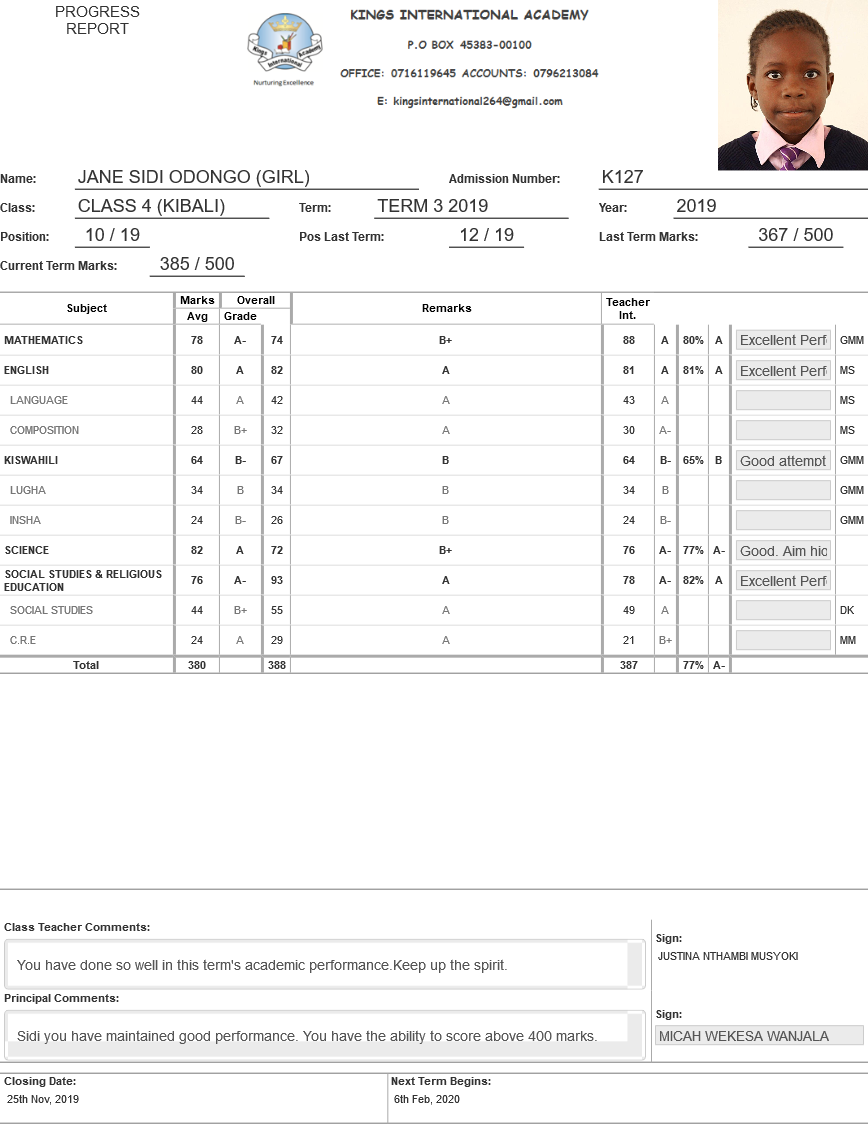 PROGRESS
REPORT
Kings Academy
International
Nurturing Excellence
KINGS INTERNATIONAL ACADEMY
P.O BOX 45383-00100
OFFICE: 0716119645 ACCOUNTS: 0796213084
E: kingsinternational264@gmail.com
Name: JANE SIDI ODONGO (GIRL) Admission Number: K127
Class: CLASS 4 (KIBALI) Term: TERM 3 2019 Year: 2019
Position: 10 / 19 Pos Last Term: 12 / 19 Last Term Marks: 367 / 500
Current Term Marks: 385 / 500
Subject Marks Overall Remarks Teacher Int.
Avg Grade
MATHEMATICS 78 A- 74 B+ 88 A 80% A Excellent Perf GMM
ENGLISH 80 A 82 A 81 A 81% A Excellent Perf MS
LANGUAGE 44 A 42 A 43 A MS
COMPOSITION 28 B+ 32 A 30 A- MS
KISWAHILI 64 B- 67 B 64 B- 65% B Good attempt GMM
LUGHA 34 B 34 B 34 B GMM
INSHA 24 B- 26 B 24 B- GMM
SCIENCE 82 A 72 B+ 76 A- 77% A- Good. Aim hig
SOCIAL STUDIES & RELIGIOUS
EDUCATION 76 A- 93 A 78 A- 82% A Excellent Perf
SOCIAL STUDIES 44 B+ 55 A 49 A DK
C.R.E 24 A 29 A 21 B+ MM
Total 380 388 387 77% A-
Class Teacher Comments:
You have done so well in this term's academic performance.Keep up the spirit.
Sign:
JUSTINA NTHAMBI MUSYOKI
Principal Comments:
Sidi you have maintained good performance. You have the ability to score above 400 marks.
Sign:
MICAH WEKESA WANJALA
Closing Date: Next Term Begins:
25th Nov, 2019 6th Feb, 2020